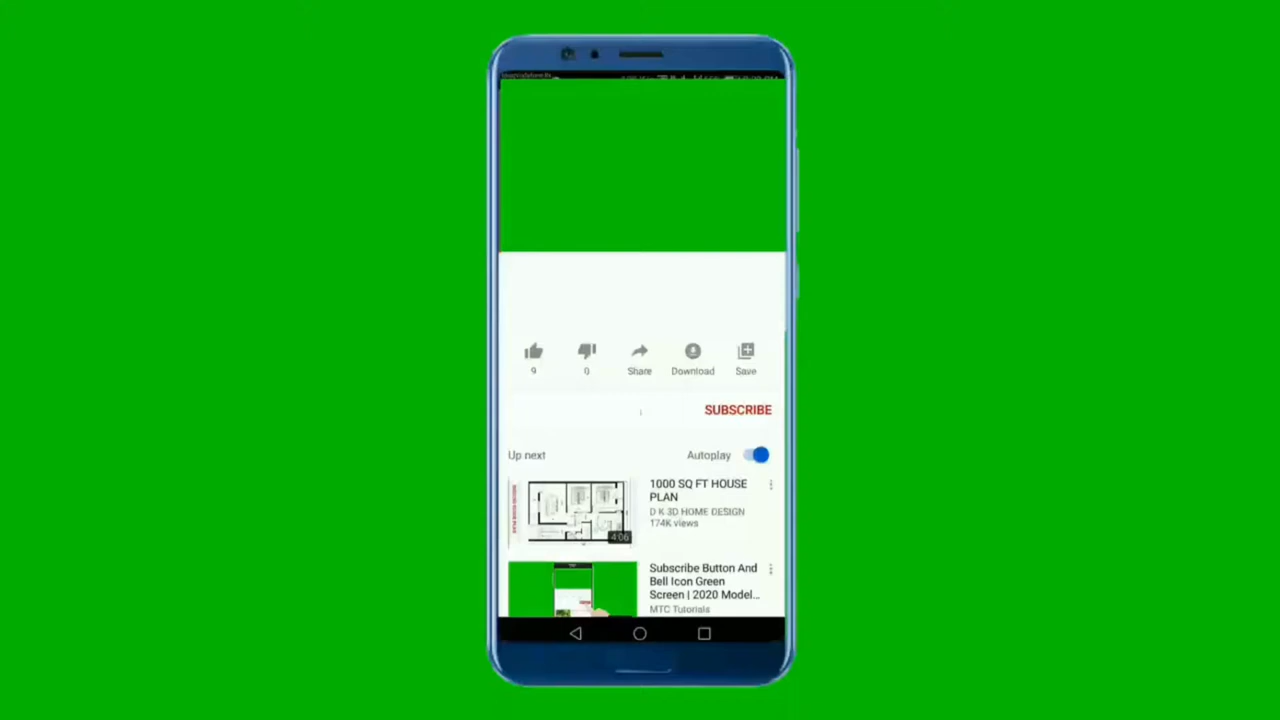 9
0
Share
Download
Save
SUBSCRIBE
Up next
Autoplay
1000 SQ FT HOUSE
PLAN
D K 3D HOME DESIGN
174K views
4:06
Subscribe Button And
Bell Icon Green
Screen | 2020 Model...
MTC Tutorials